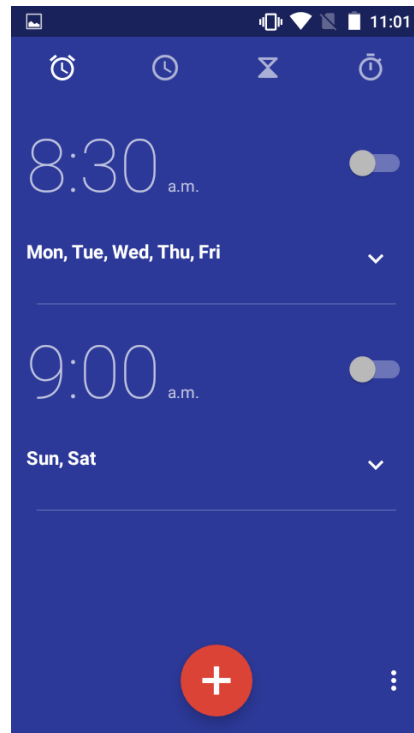 11:01
8:30 a.m.
Mon, Tue, Wed, Thu, Fri
9:00 a.m.
Sun, Sat